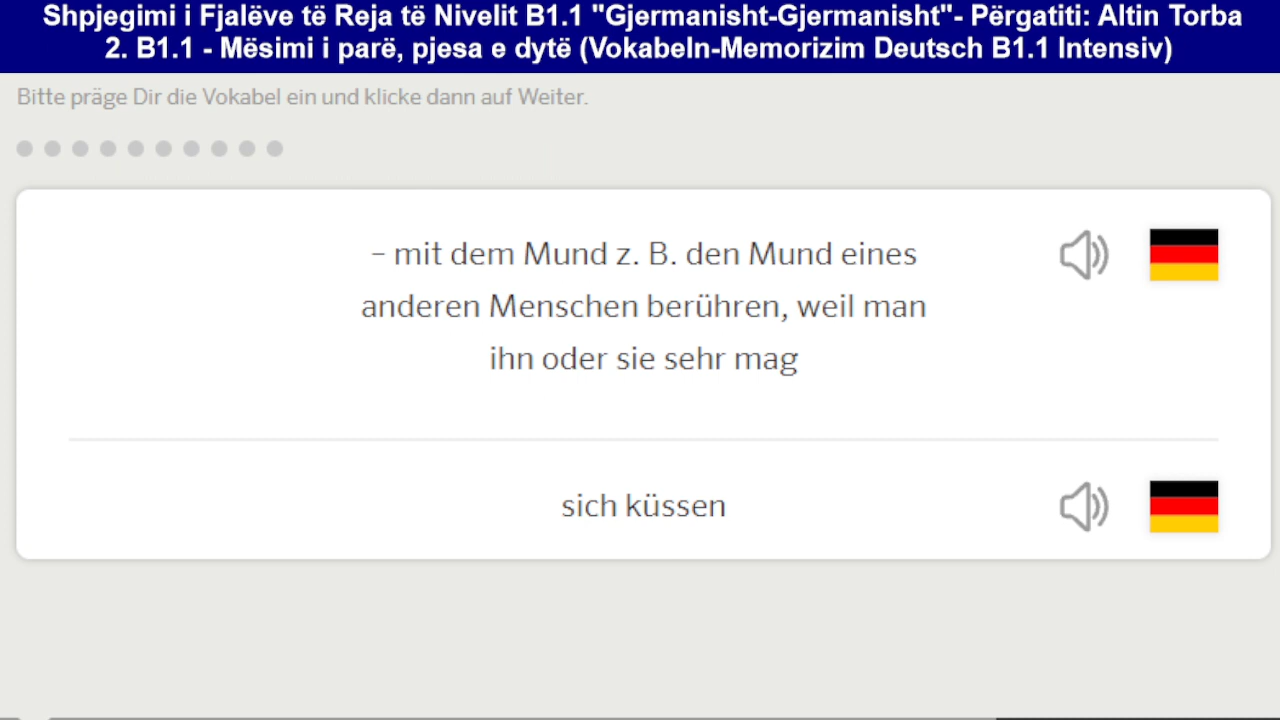 Shpjegimi i Fjalëve të Reja të Nivelit B1.1 "Gjermanisht-Gjermanisht"- Përgatiti: Altin Torba
2. B1.1 - Mësimi i parë, pjesa e dytë (Vokabeln-Memorizim Deutsch B1.1 Intensiv)
Bitte präge Dir die Vokabel ein und klicke dann auf Weiter.
– mit dem Mund z. B. den Mund eines
anderen Menschen berühren, weil man
ihn oder sie sehr mag
sich küssen